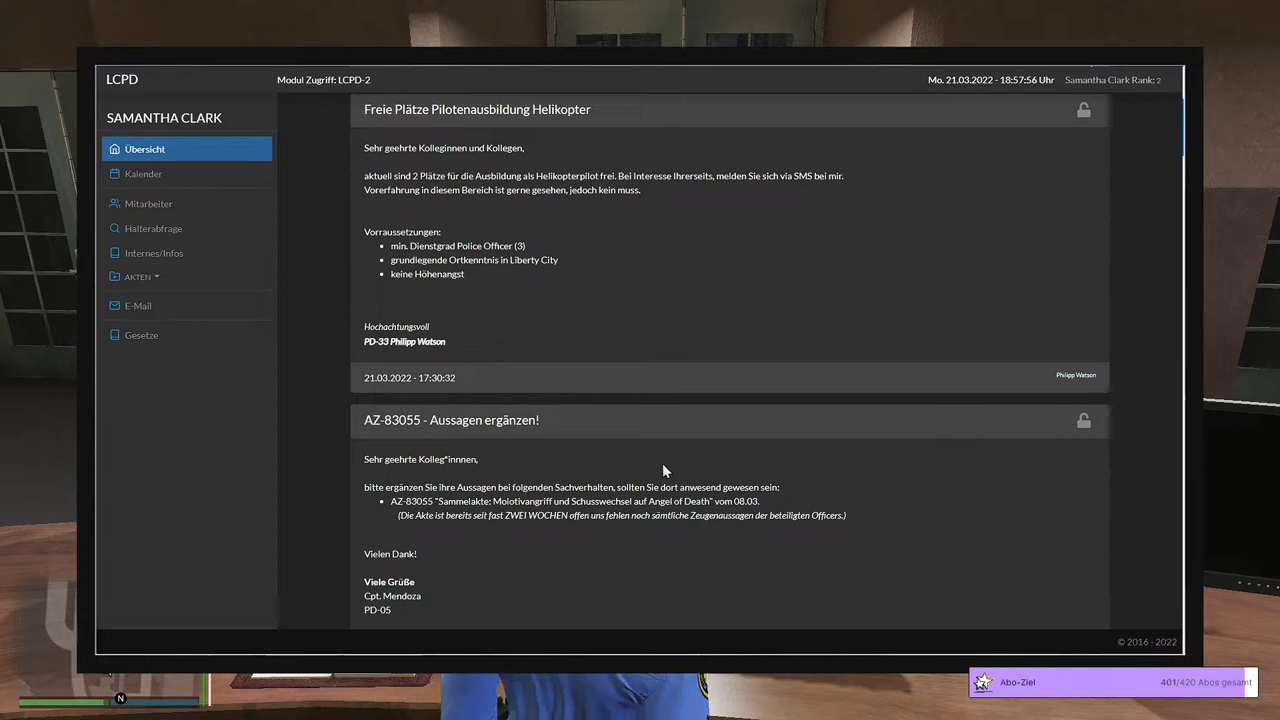 LCPD
Modul Zugriff: LCPD-2
Mo. 21.03.2022 - 18:57:56 Uhr
Samantha Clark Rank: 2
SAMANTHA CLARK
Übersicht
Kalender
Mitarbeiter
Halterabfrage
Internes/Infos
AKTEN
E-Mail
Gesetze
Freie Plätze Pilotenausbildung Helikopter
Sehr geehrte Kolleginnen und Kollegen,
aktuell sind 2 Plätze für die Ausbildung als Helikopterpilot frei. Bei Interesse Ihrerseits, melden Sie sich via SMS bei mir.
Vorerfahrung in diesem Bereich ist gerne gesehen, jedoch kein muss.
Vorraussetzungen:
• min. Dienstgrad Police Officer (3)
• grundlegende Ortkenntnis in Liberty City
• keine Höhenangst
Hochachtungsvoll
PD-33 Philipp Watson
21.03.2022 - 17:30:32
Philipp Watson
AZ-83055 - Aussagen ergänzen!
Sehr geehrte Kolleg*innnen,
bitte ergänzen Sie ihre Aussagen bei folgenden Sachverhalten, sollten Sie dort anwesend gewesen sein:
• AZ-83055 "Sammelakte: Molotivangriff und Schusswechsel auf Angel of Death" vom 08.03.
(Die Akte ist bereits seit fast ZWEI WOCHEN offen uns fehlen noch sämtliche Zeugenaussagen der beteiligten Officers.)
Vielen Dank!
Viele Grüße
Cpt. Mendoza
PD-05
© 2016 - 2022
N
Abo-Ziel
401/420 Abos gesamt